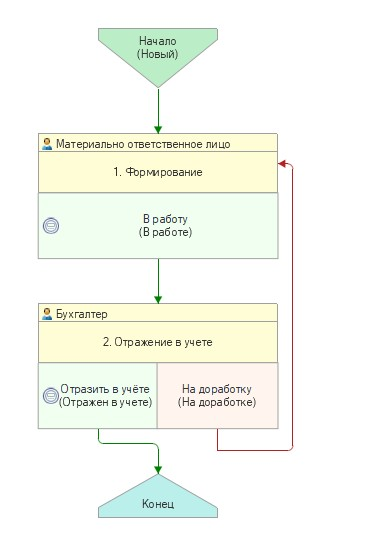 Начало
(Новый)
Материально ответственное лицо
1. Формирование
В работу
(В работе)
Бухгалтер
2. Отражение в учете
Отразить в учёте
(Отражен в учете)
На доработку
(На доработке)
Конец